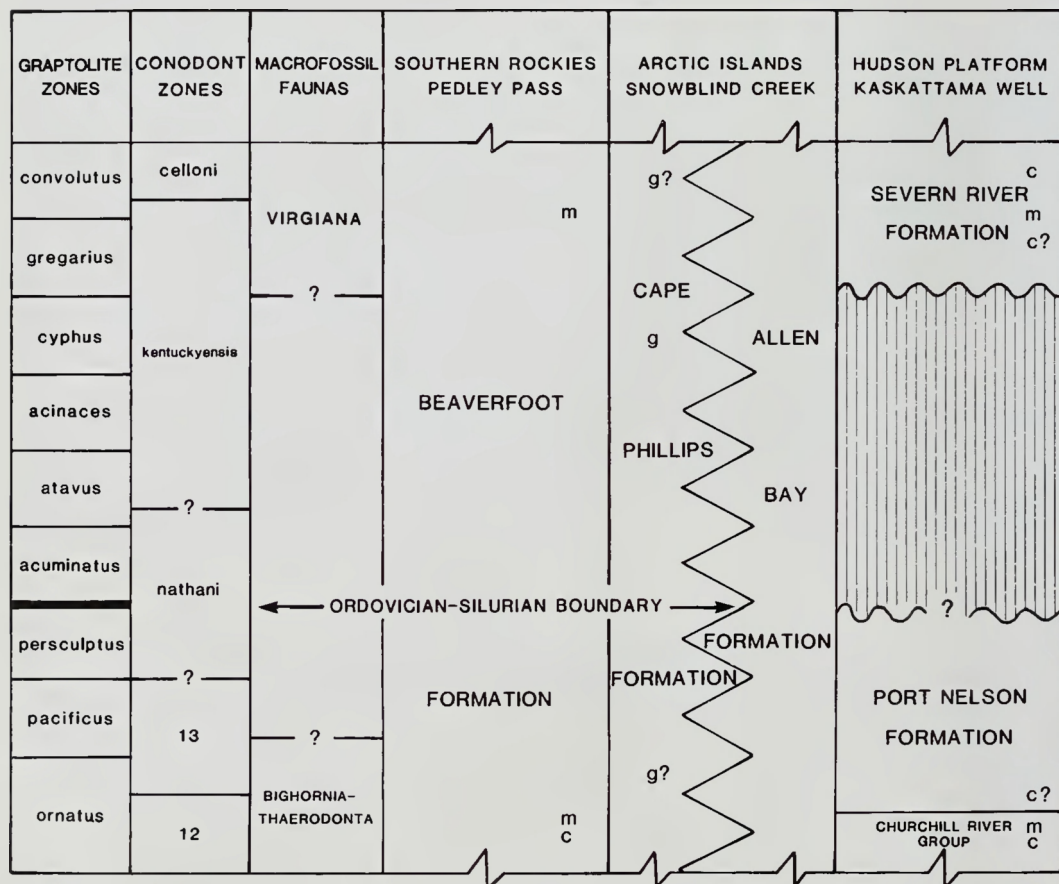 GRAPTOLITE
ZONES
CONODONT
ZONES
MACROFOSSIL
FAUNAS
SOUTHERN ROCKIES
PEDLEY PASS
ARCTIC ISLANDS
SNOWBLIND CREEK
HUDSON PLATFORM
KASKATTAMA WELL
convolutus
gregarius
cyphus
acinaces
atavus
acuminatus
persculptus
pacificus
ornatus
celloni
kentuckyensis
?
nathani
?
13
12
VIRGIANA
?
?
BIGHORNIA-
THAERODONTA
m
BEAVERFOOT
ORDOVICIAN-SILURIAN BOUNDARY
FORMATION
m
c
g?
CAPE
g
PHILLIPS
FORMATION
g?
ALLEN
BAY
FORMATION
c
SEVERN RIVER
m
FORMATION
c?
?
PORT NELSON
FORMATION
c?
CHURCHILL RIVER
GROUP
m
c